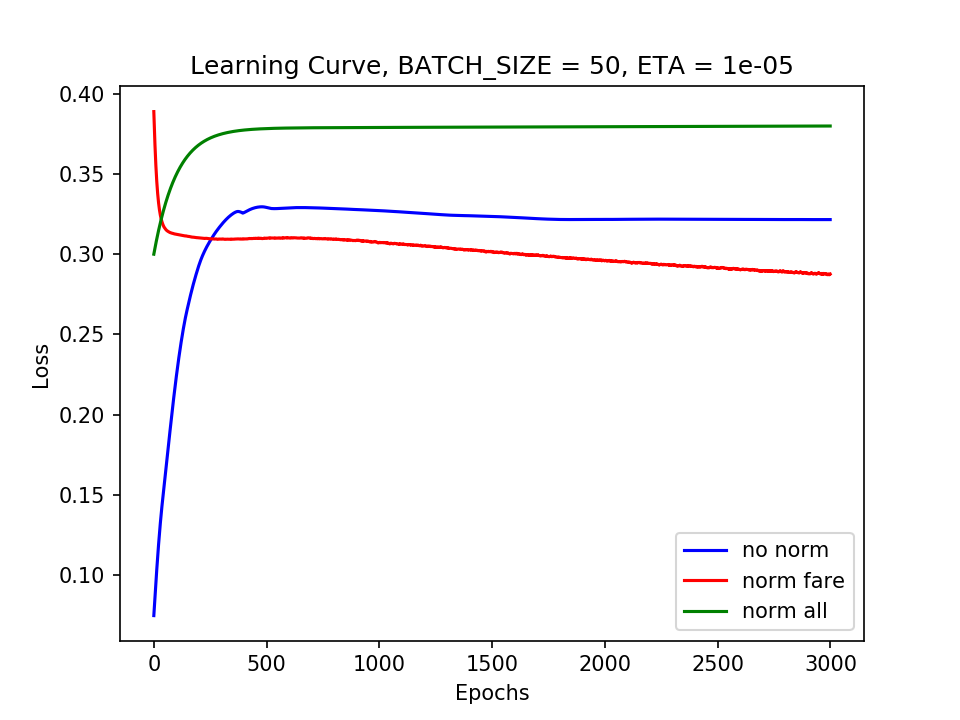 Learning Curve, BATCH_SIZE = 50, ETA = 1e-05
0.40
0.35
0.30
0.25
0.20
0.15
0.10
Loss
0
500
1000
1500
2000
2500
3000
Epochs
no norm
norm fare
norm all